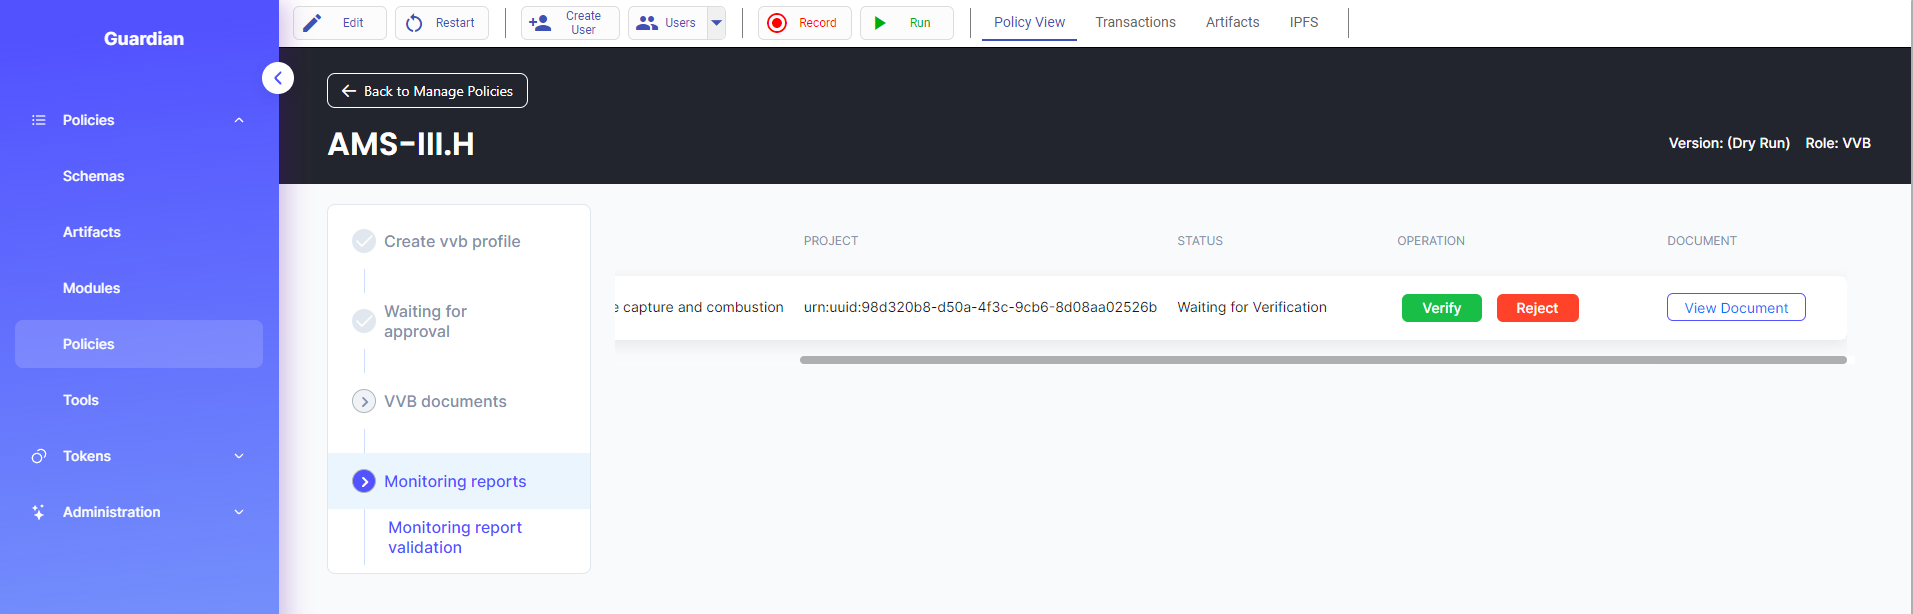 Guardian
Policies
Schemas
Artifacts
Modules
Policies
Tools
Tokens
Administration
Edit
Restart
Create
User
Users
Record
Run
Policy View
Transactions
Artifacts
IPFS
Back to Manage Policies
AMS-III.H
Version: (Dry Run) Role: VVB
Create vvb profile
Waiting for
approval
VVB documents
Monitoring reports
Monitoring report
validation
PROJECT STATUS OPERATION DOCUMENT
capture and combustion urn:uuid:98d320b8-d50a-4f3c-9cb6-8d08aa02526b Waiting for Verification Verify Reject View Document